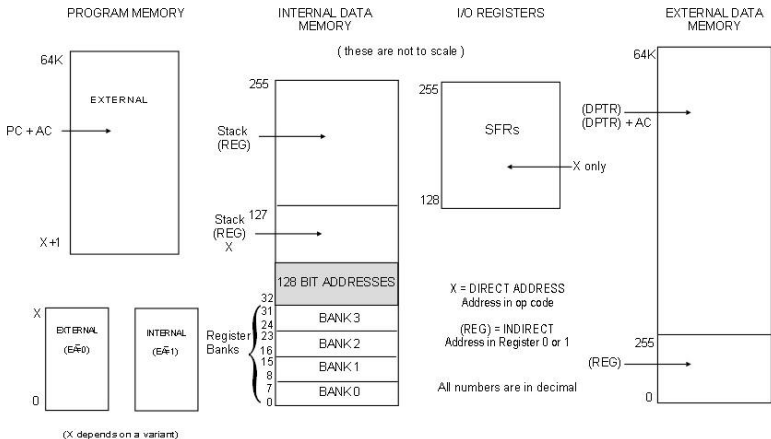 PROGRAM MEMORY
INTERNAL DATA
MEMORY
I/O REGISTERS
EXTERNAL DATA
MEMORY
( these are not to scale )
64K
EXTERNAL
PC + AC
X+1
X
EXTERNAL
(EA=0)
INTERNAL
(EA=1)
0
(X depends on a variant)
255
Stack
(REG)
127
Stack
(REG)
X
128 BIT ADDRESSES
32
31
BANK 3
24
23
BANK 2
16
15
BANK 1
8
7
BANK 0
0
Register
Banks
255
SFRs
X only
128
X = DIRECT ADDRESS
Address in op code
(REG) = INDIRECT
Address in Register 0 or 1
All numbers are in decimal
64K
(DPTR)
(DPTR) + AC
255
(REG)
0